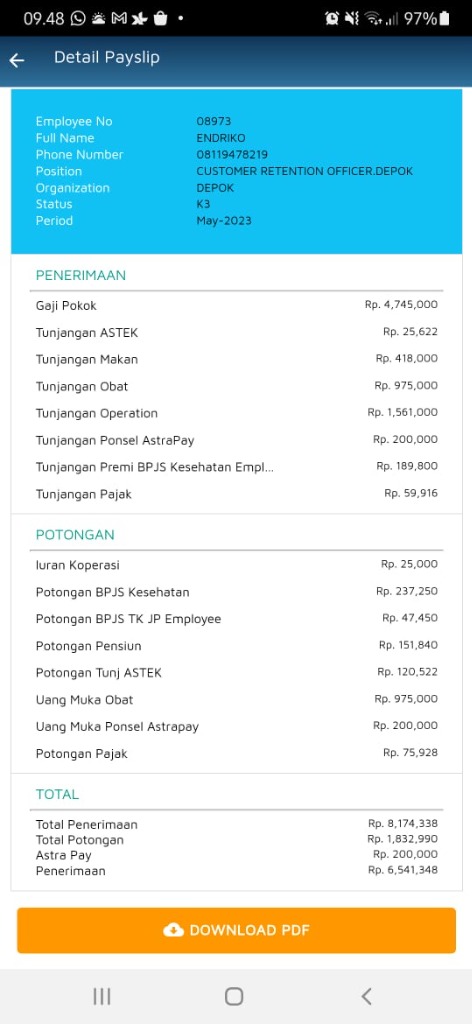 09.48 97%
Detail Payslip
Employee No 08973
Full Name ENDRIKO
Phone Number 08119478219
Position CUSTOMER RETENTION OFFICER.DEPOK
Organization DEPOK
Status K3
Period May-2023
PENERIMAAN
Gaji Pokok Rp. 4,745,000
Tunjangan ASTEK Rp. 25,622
Tunjangan Makan Rp. 418,000
Tunjangan Obat Rp. 975,000
Tunjangan Operation Rp. 1,561,000
Tunjangan Ponsel AstraPay Rp. 200,000
Tunjangan Premi BPJS Kesehatan Empl... Rp. 189,800
Tunjangan Pajak Rp. 59,916
POTONGAN
Iuran Koperasi Rp. 25,000
Potongan BPJS Kesehatan Rp. 237,250
Potongan BPJS TK JP Employee Rp. 47,450
Potongan Pensiun Rp. 151,840
Potongan Tunj ASTEK Rp. 120,522
Uang Muka Obat Rp. 975,000
Uang Muka Ponsel Astrapay Rp. 200,000
Potongan Pajak Rp. 75,928
TOTAL
Total Penerimaan Rp. 8,174,338
Total Potongan Rp. 1,832,990
Astra Pay Rp. 200,000
Penerimaan Rp. 6,541,348
DOWNLOAD PDF